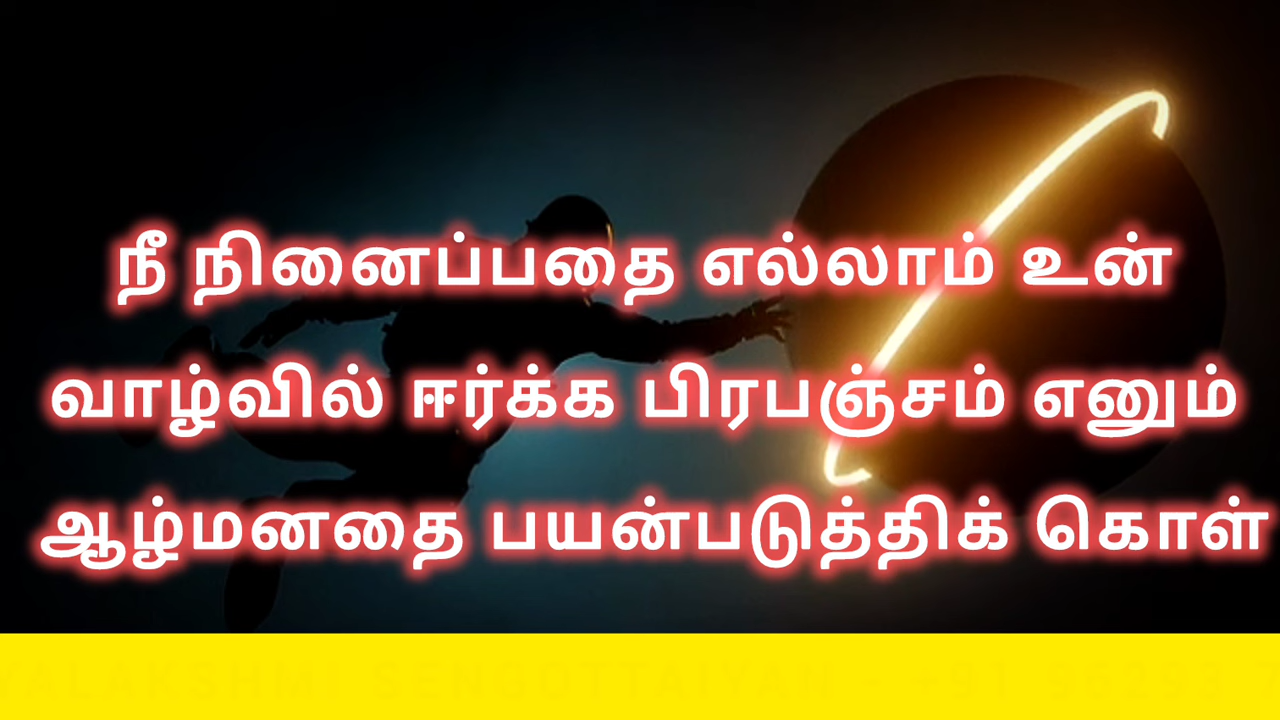 நீ நினைப்பதை எல்லாம் உன்
வாழ்வில் ஈர்க்க பிரபஞ்சம் எனும்
ஆழ்மனதை பயன்படுத்திக் கொள்